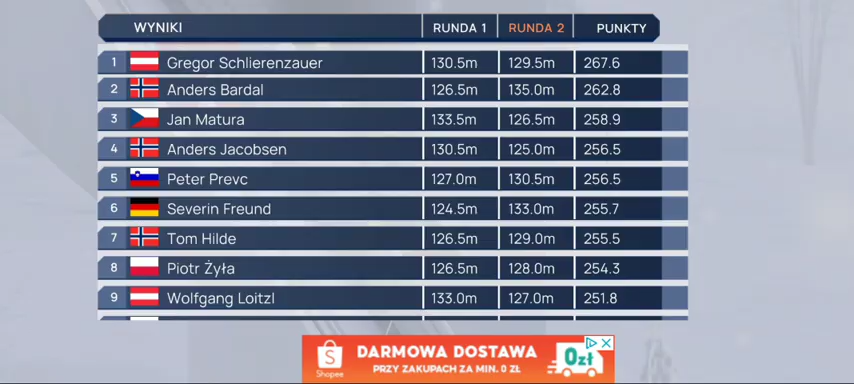 WYNIKI RUNDA 1 RUNDA 2 PUNKTY
1 Gregor Schlierenzauer 130.5m 129.5m 267.6
2 Anders Bardal 126.5m 135.0m 262.8
3 Jan Matura 133.5m 126.5m 258.9
4 Anders Jacobsen 130.5m 125.0m 256.5
5 Peter Prevc 127.0m 130.5m 256.5
6 Severin Freund 124.5m 133.0m 255.7
7 Tom Hilde 126.5m 129.0m 255.5
8 Piotr Żyła 126.5m 128.0m 254.3
9 Wolfgang Loitzl 133.0m 127.0m 251.8
S DARMOWA DOSTAWA 0zł
Shopee PRZY ZAKUPACH ZA MIN. 0 ZŁ